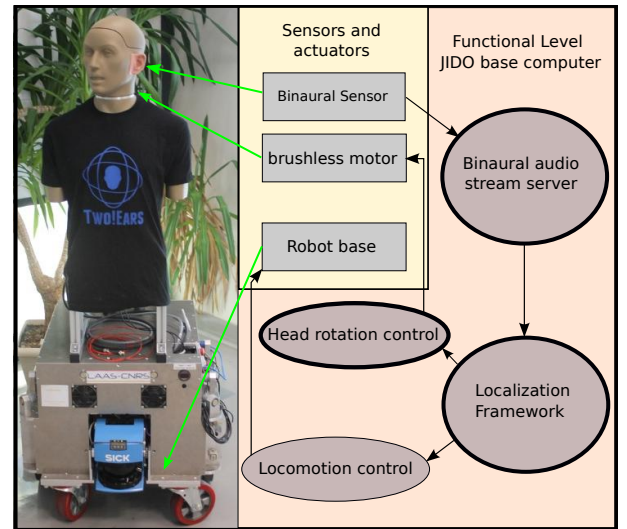 Sensors and
actuators
Functional Level
JIDO base computer
Binaural Sensor
brushless motor
Robot base
Binaural audio
stream server
Head rotation control
Localization
Framework
Locomotion control
TWO!EARS
LAAS-CNRS
SICK